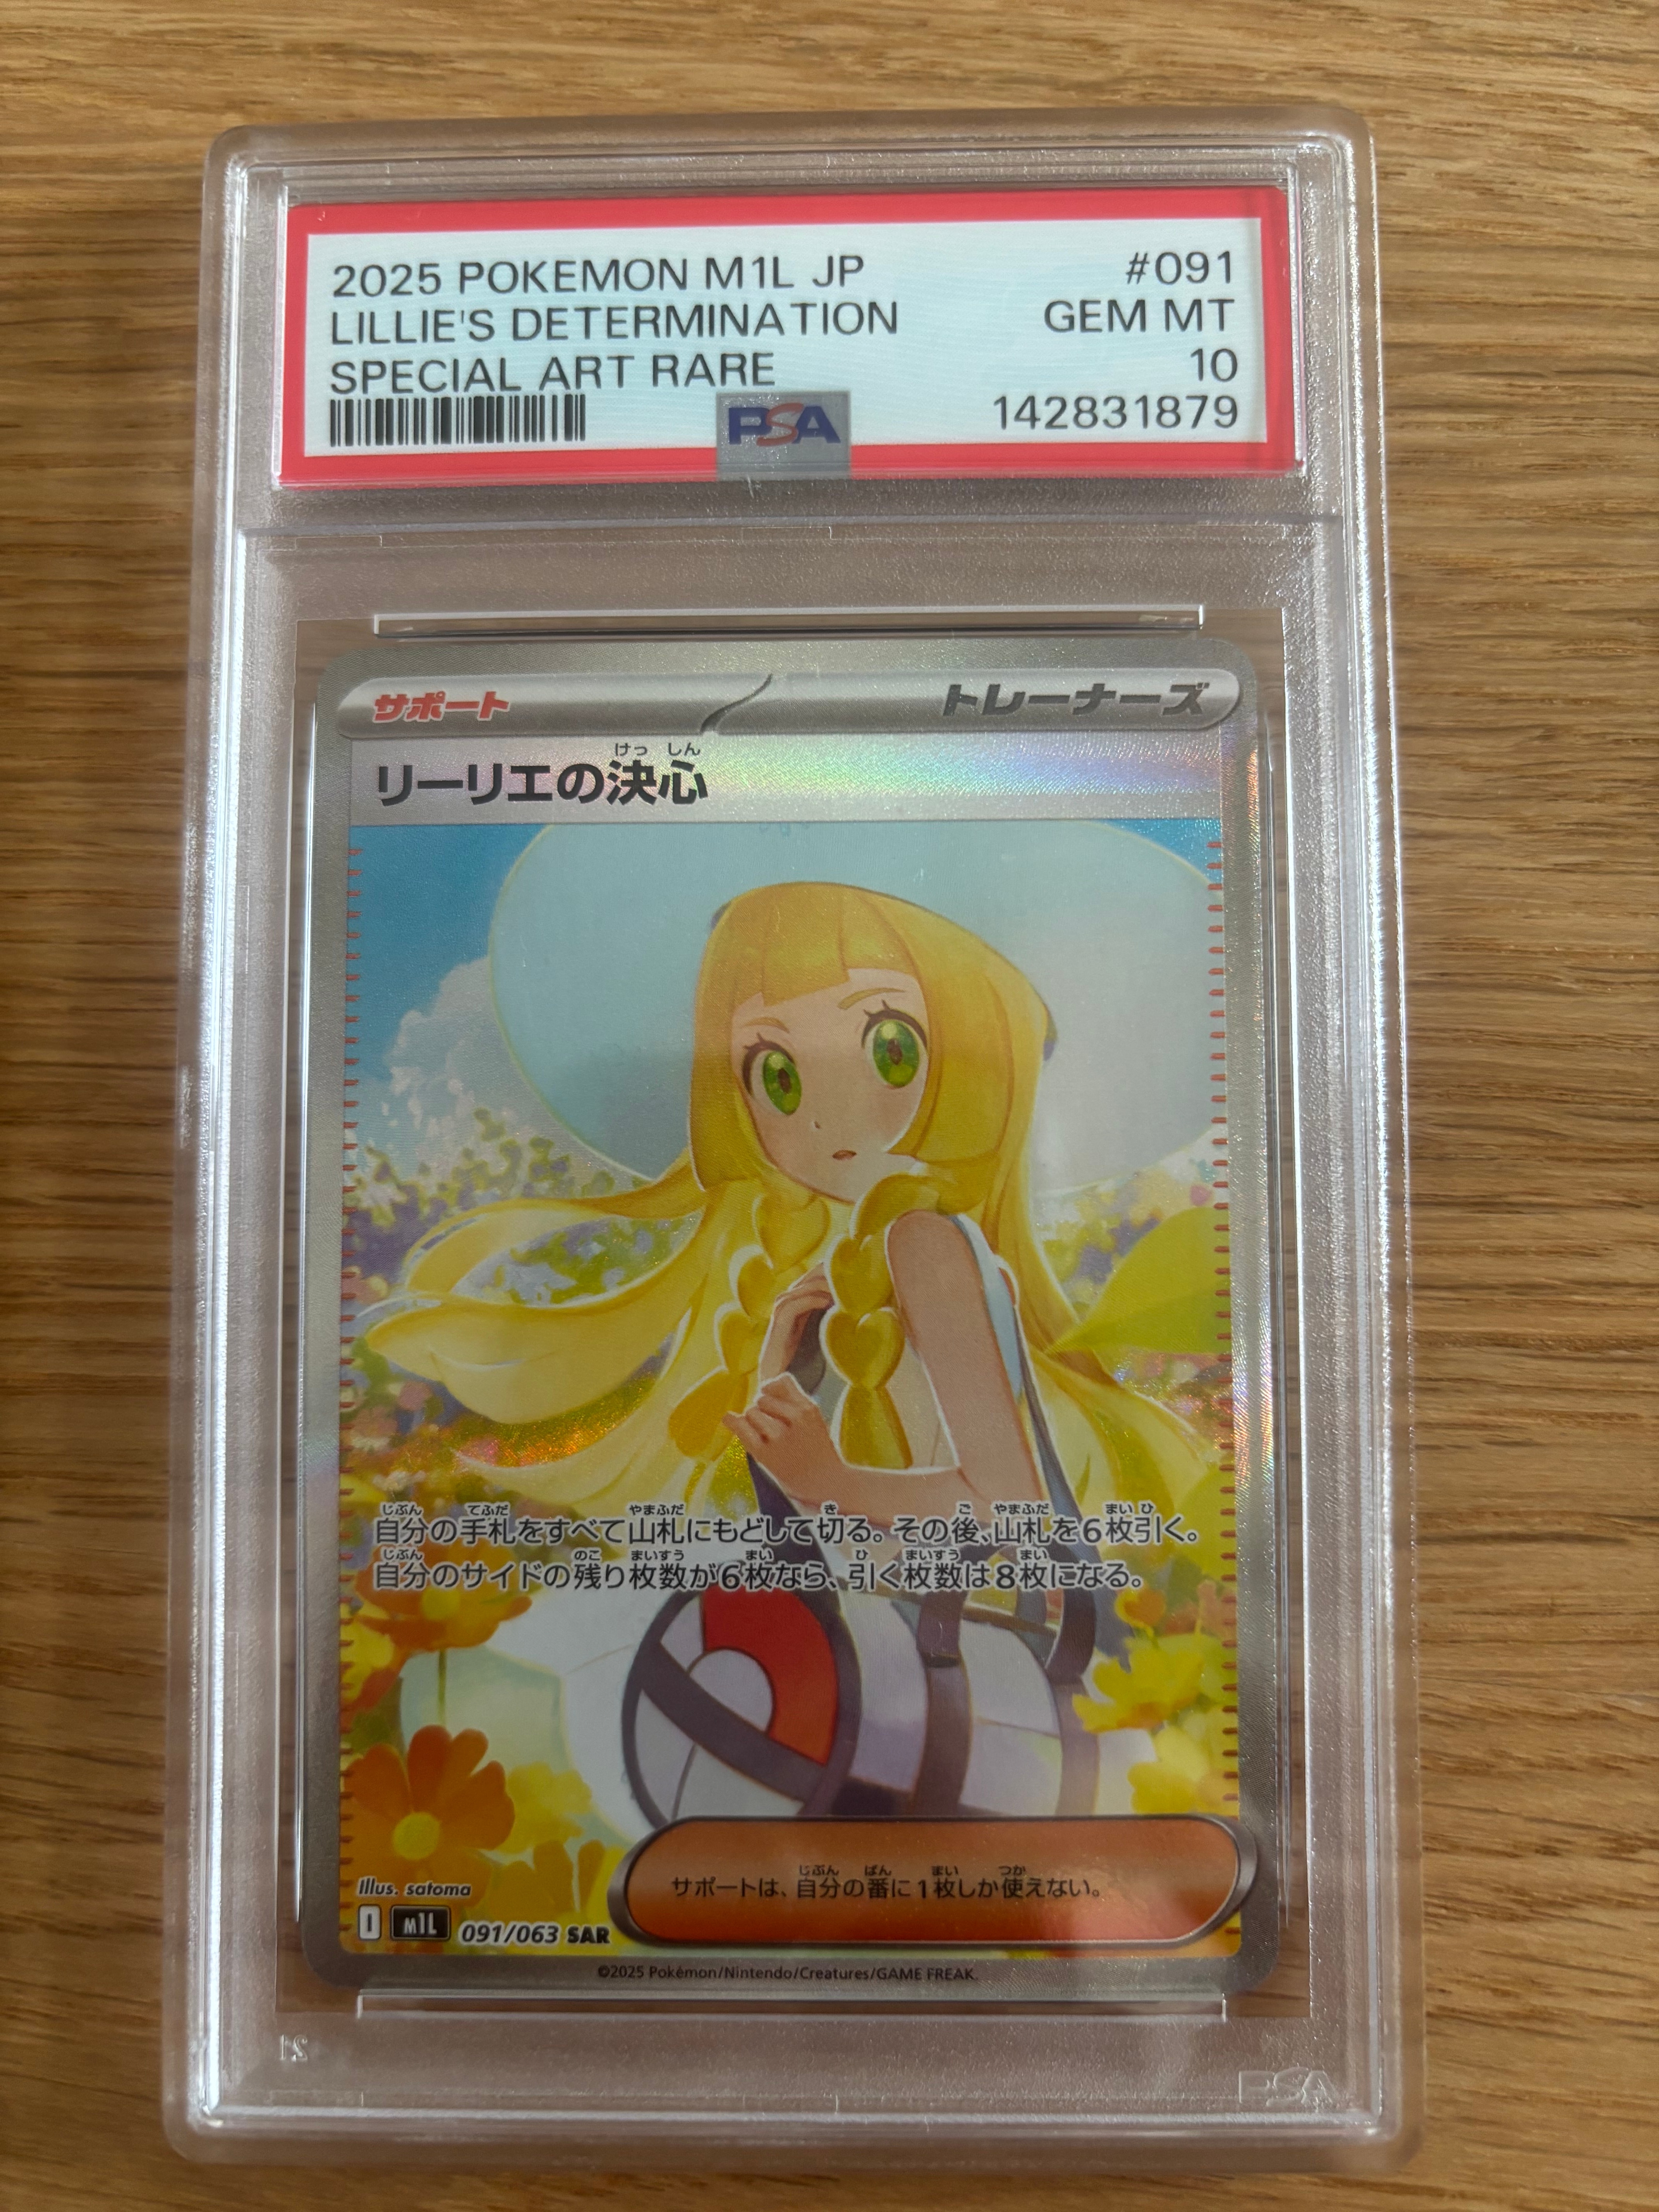 2025 POKEMON M1L JP #091
LILLIE'S DETERMINATION GEM MT
SPECIAL ART RARE 10
PSA 142831879
サポート トレーナーズ
けっ しん
リーリエの決心
じぶん てふだ やまふだ き ご やまふだ まい ひ
自分の手札をすべて山札にもどして切る。その後、山札を6枚引く。
じぶん のこ まいすう まい ひ まいすう まい
自分のサイドの残り枚数が6枚なら、引く枚数は8枚になる。
じぶん ばん まい つか
サポートは、自分の番に1枚しか使えない。
Illus. satoma
I M1L 091/063 SAR
©2025 Pokémon/Nintendo/Creatures/GAME FREAK.
PSA